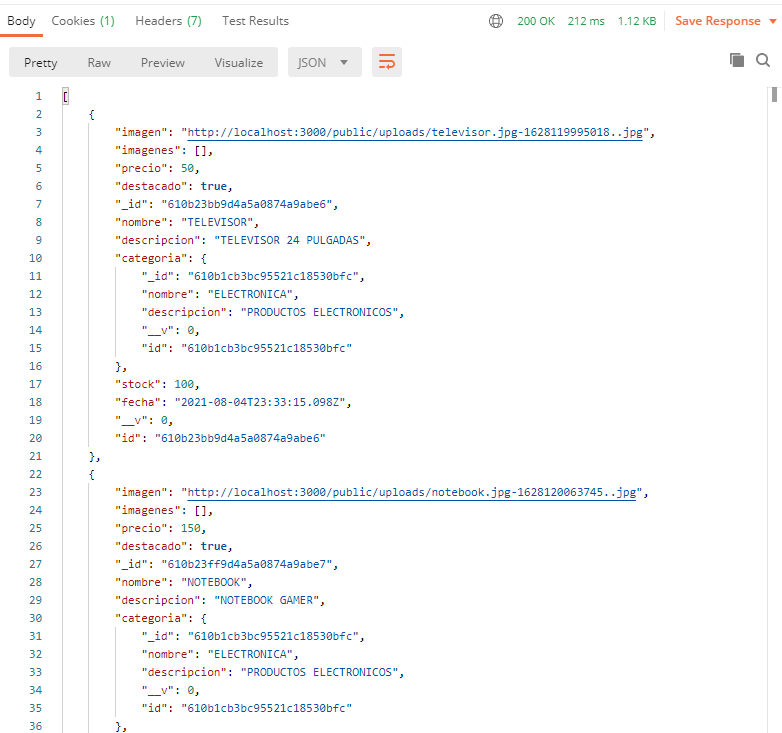 Body Cookies (1) Headers (7) Test Results 200 OK 212 ms 1.12 KB Save Response
Pretty Raw Preview Visualize JSON
1 [
2 {
3 "imagen": "http://localhost:3000/public/uploads/televisor.jpg-1628119995018..jpg",
4 "imagenes": [],
5 "precio": 50,
6 "destacado": true,
7 "_id": "610b23bb9d4a5a0874a9abe6",
8 "nombre": "TELEVISOR",
9 "descripcion": "TELEVISOR 24 PULGADAS",
10 "categoria": {
11 "_id": "610b1cb3bc95521c18530bfc",
12 "nombre": "ELECTRONICA",
13 "descripcion": "PRODUCTOS ELECTRONICOS",
14 "__v": 0,
15 "id": "610b1cb3bc95521c18530bfc"
16 },
17 "stock": 100,
18 "fecha": "2021-08-04T23:33:15.098Z",
19 "__v": 0,
20 "id": "610b23bb9d4a5a0874a9abe6"
21 },
22 {
23 "imagen": "http://localhost:3000/public/uploads/notebook.jpg-1628120063745..jpg",
24 "imagenes": [],
25 "precio": 150,
26 "destacado": true,
27 "_id": "610b23ff9d4a5a0874a9abe7",
28 "nombre": "NOTEBOOK",
29 "descripcion": "NOTEBOOK GAMER",
30 "categoria": {
31 "_id": "610b1cb3bc95521c18530bfc",
32 "nombre": "ELECTRONICA",
33 "descripcion": "PRODUCTOS ELECTRONICOS",
34 "__v": 0,
35 "id": "610b1cb3bc95521c18530bfc"
36 },